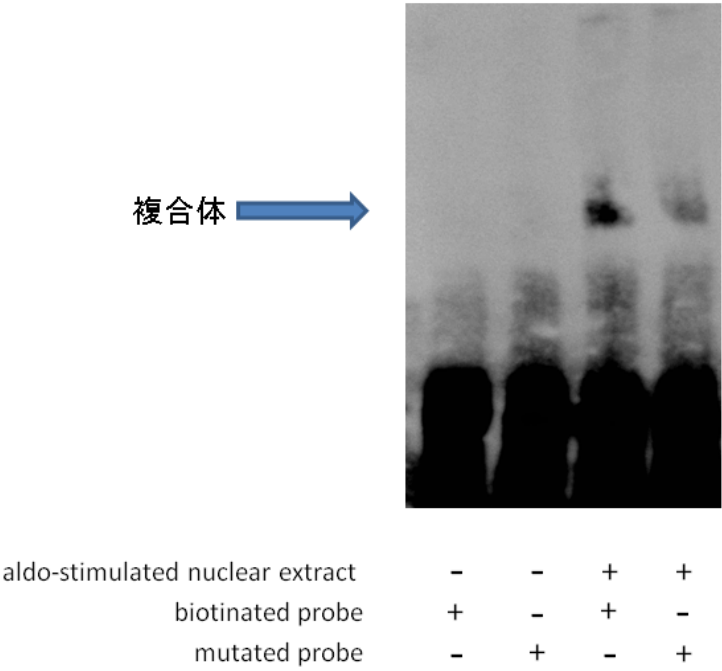 複合体
aldo-stimulated nuclear extract - - + +
biotinated probe + - + -
mutated probe - + - +